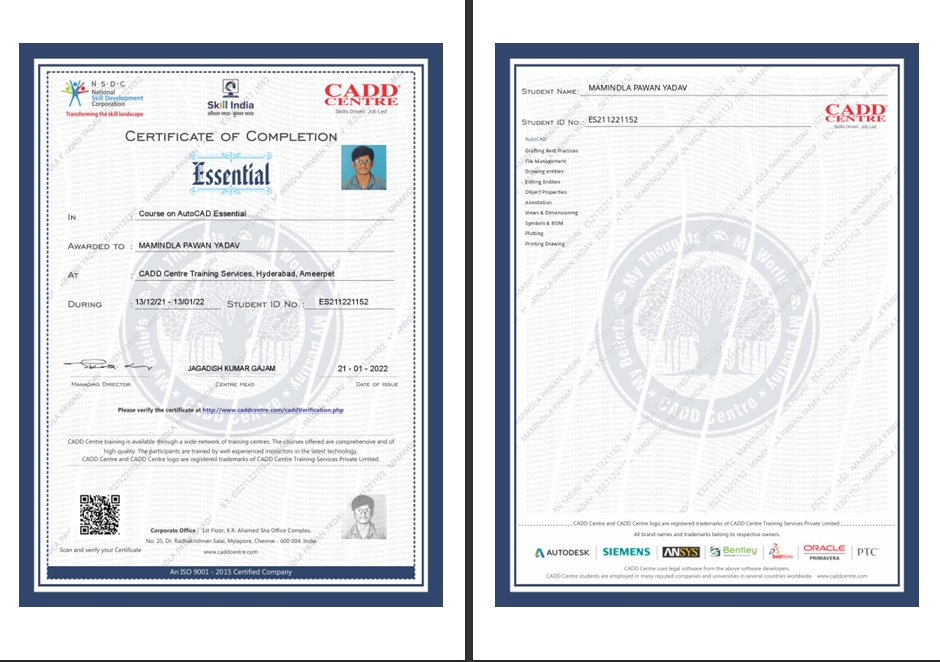 N·S·D·C
National
Skill Development
Corporation
Transforming the skill landscape
Skill India
कौशल भारत - कुशल भारत
CADD
CENTRE
Skills Driven. Job Led
CERTIFICATE OF COMPLETION
Essential
IN : Course on AutoCAD Essential
AWARDED TO : MAMINDLA PAWAN YADAV
AT : CADD Centre Training Services, Hyderabad, Ameerpet
DURING : 13/12/21 - 13/01/22 STUDENT ID NO.: ES211221152
JAGADISH KUMAR GAJAM 21 - 01 - 2022
MANAGING DIRECTOR CENTRE HEAD DATE OF ISSUE
Please verify the certificate at http://www.caddcentre.com/caddVerification.php
CADD Centre training is available through a wide network of training centres. The courses offered are comprehensive and of
high quality. The participants are trained by well experienced instructors in the latest technology.
CADD Centre and CADD Centre logo are registered trademarks of CADD Centre Training Services Private Limited.
Scan and verify your Certificate
Corporate Office : 1st Floor, K.R. Ahamed Sha Office Complex,
No. 25, Dr. Radhakrishnan Salai, Mylapore, Chennai - 600 004. India.
www.caddcentre.com
An ISO 9001 - 2015 Certified Company
STUDENT NAME: MAMINDLA PAWAN YADAV
STUDENT ID NO.: ES211221152
CADD
CENTRE
Skills Driven. Job Led
AutoCAD
Drafting Best Practices
File Management
Drawing entities
Editing Entities
Object Properties
Annotation
Views & Dimensioning
Symbols & BOM
Plotting
Printing Drawing
CADD Centre
CADD Centre and CADD Centre logo are registered trademarks of CADD Centre Training Services Private Limited
All brand names and trademarks belong to respective owners.
AUTODESK SIEMENS ANSYS Bentley SolidWorks ORACLE PRIMAVERA PTC
CADD Centre uses legal software from the above software developers.
CADD Centre students are employed in many reputed companies and universities in several countries worldwide www.caddcentre.com